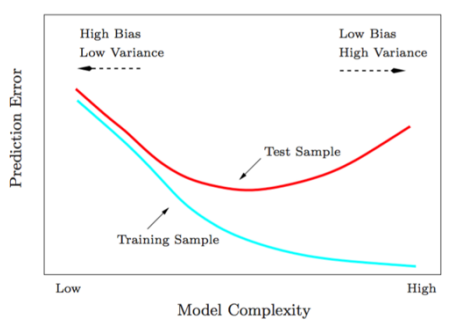 High Bias
Low Variance
Low Bias
High Variance
Prediction Error
Test Sample
Training Sample
Low
High
Model Complexity